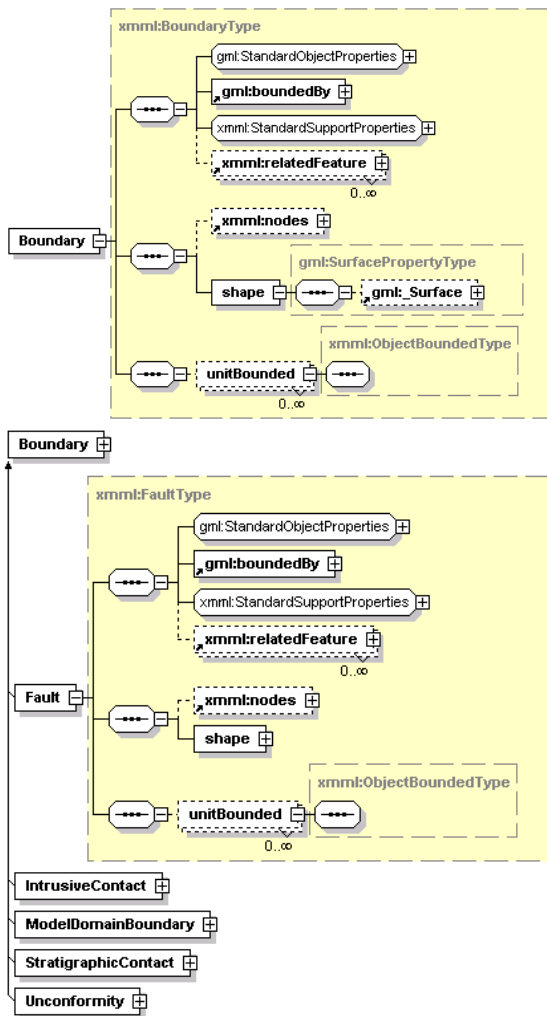 xmml:BoundaryType
gml:StandardObjectProperties
gml:boundedBy
xmml:StandardSupportProperties
xmml:relatedFeature
0..∞
xmml:nodes
Boundary
gml:SurfacePropertyType
shape
gml:_Surface
xmml:ObjectBoundedType
unitBounded
0..∞
Boundary
xmml:FaultType
gml:StandardObjectProperties
gml:boundedBy
xmml:StandardSupportProperties
xmml:relatedFeature
0..∞
Fault
xmml:nodes
shape
xmml:ObjectBoundedType
unitBounded
0..∞
IntrusiveContact
ModelDomainBoundary
StratigraphicContact
Unconformity